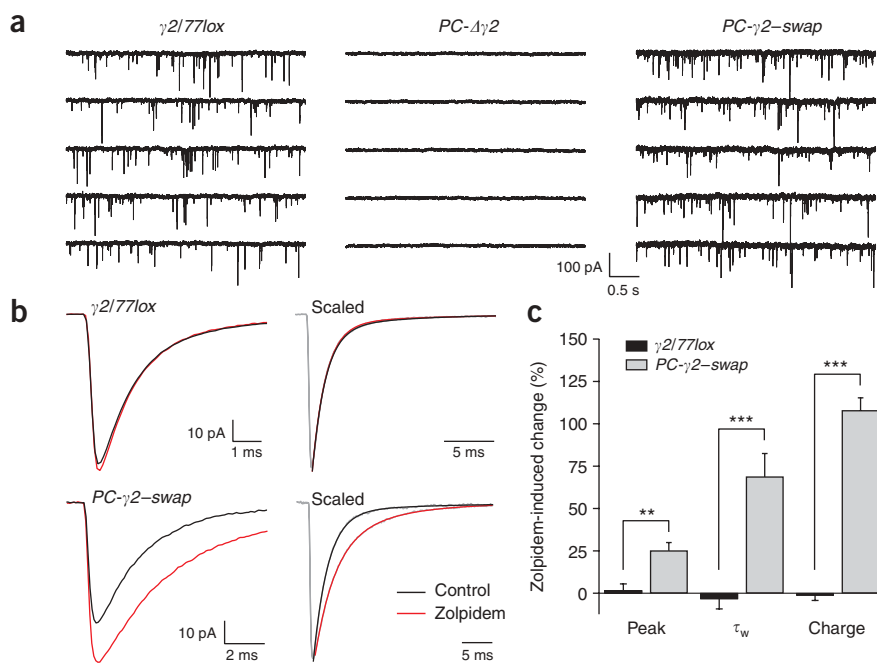 a
γ2/77lox
PC-Δγ2
PC-γ2–swap
100 pA
0.5 s
b
γ2/77lox
Scaled
10 pA
1 ms
5 ms
PC-γ2–swap
Scaled
Control
Zolpidem
10 pA
2 ms
5 ms
c
Zolpidem-induced change (%)
150
125
100
75
50
25
0
γ2/77lox
PC-γ2–swap
**
***
***
Peak
τw
Charge